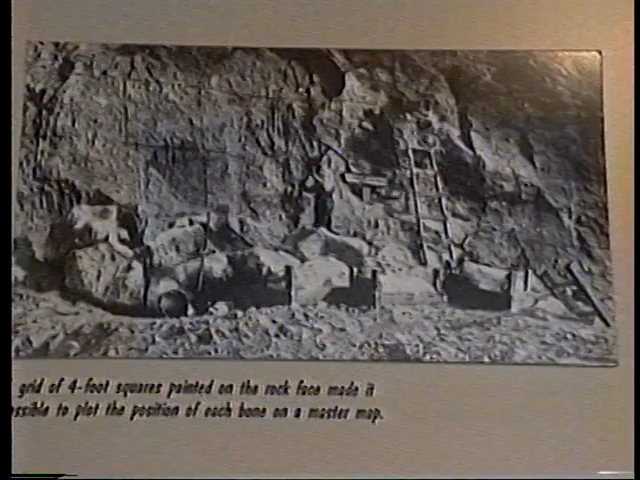 grid of 4-foot squares painted on the rock face made it
ssible to plot the position of each bone on a master map.